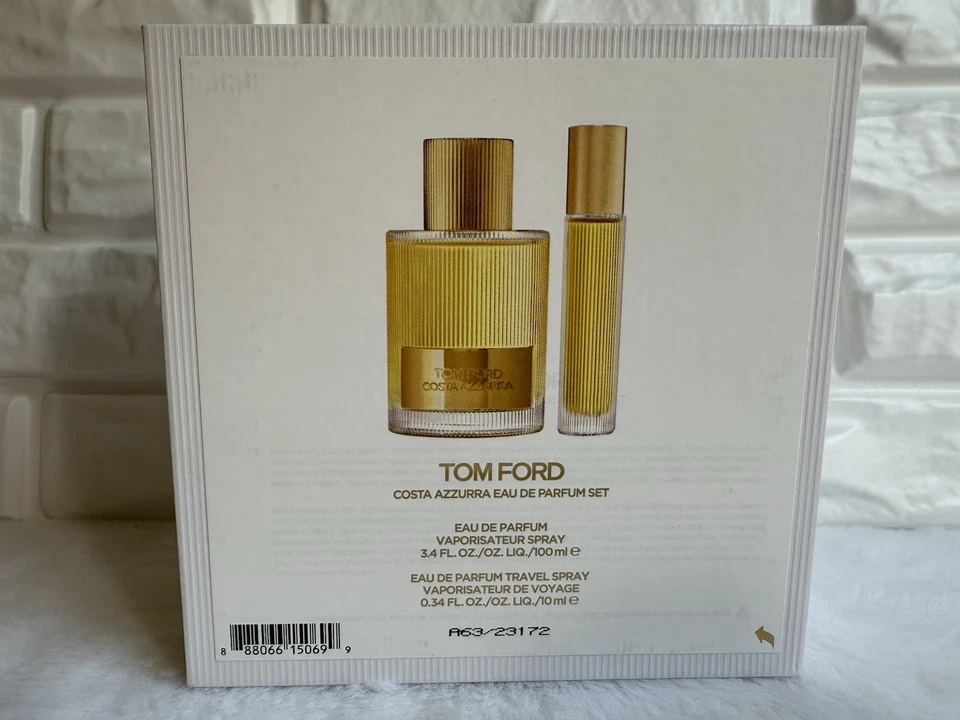 TOM FORD
COSTA AZZURRA
TOM FORD
COSTA AZZURRA EAU DE PARFUM SET
EAU DE PARFUM
VAPORISATEUR SPRAY
3.4 FL. OZ./OZ. LIQ./100 ml ℮
EAU DE PARFUM TRAVEL SPRAY
VAPORISATEUR DE VOYAGE
0.34 FL. OZ./OZ. LIQ./10 ml ℮
A63/23172
8 88066 15069 9